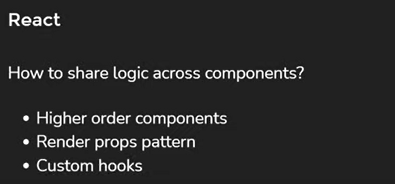 React
How to share logic across components?
• Higher order components
• Render props pattern
• Custom hooks